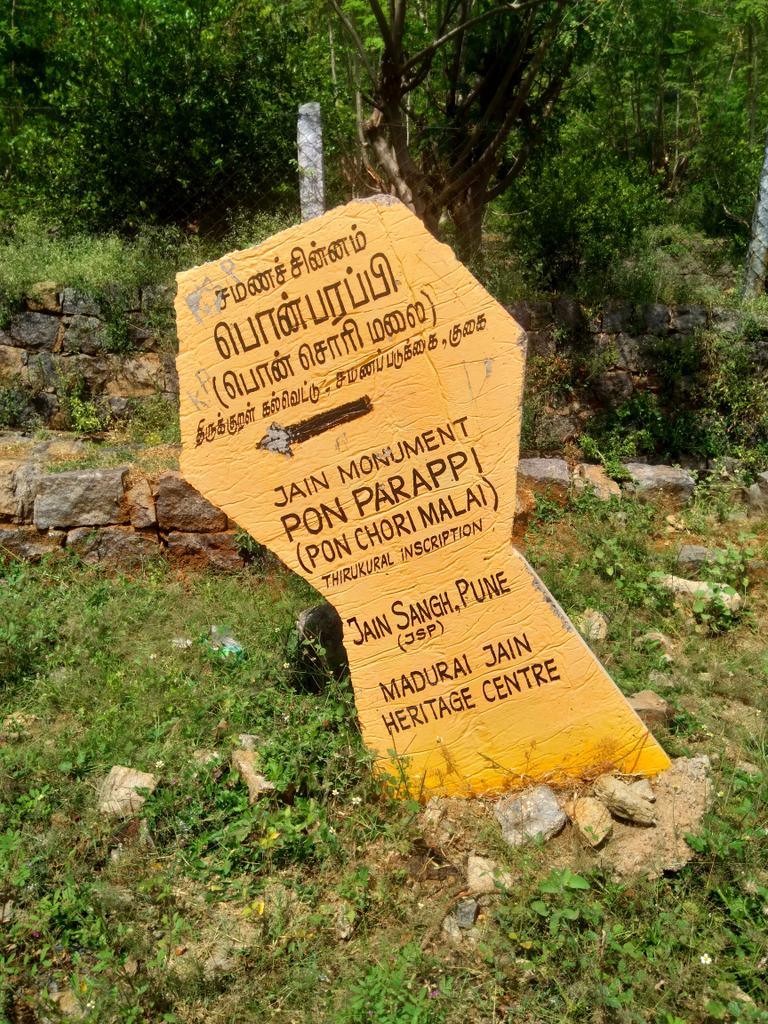 சமணச்சின்னம்
பொன்பரப்பி
(பொன் சொரி மலை)
திருக்குறள் கல்வெட்டு, சமணப்படுக்கை, குகை
JAIN MONUMENT
PON PARAPPI
(PON CHORI MALAI)
THIRUKURAL INSCRIPTION
JAIN SANGH, PUNE
(JSP)
MADURAI JAIN
HERITAGE CENTRE